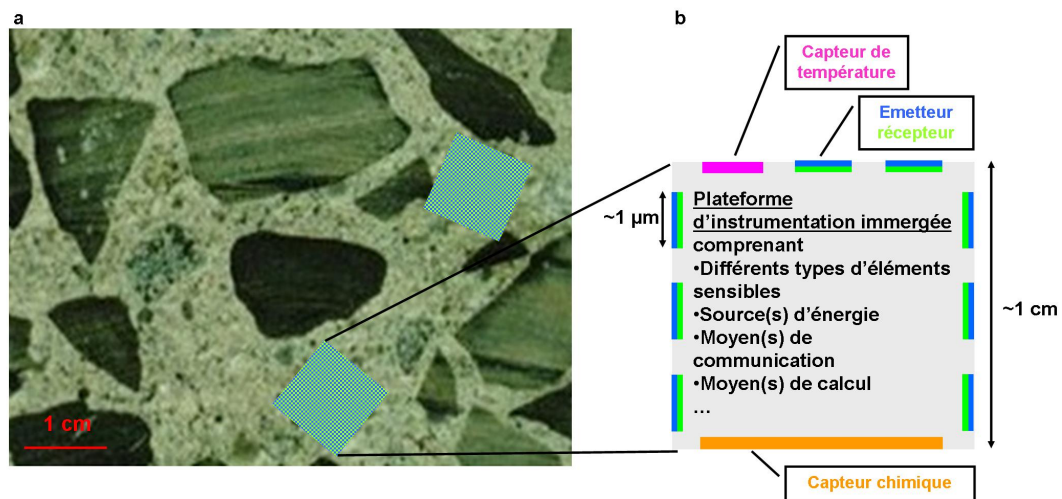 a
b
Capteur de
température
Emetteur
récepteur
~1 µm
Plateforme
d'instrumentation immergée
comprenant
•Différents types d'éléments
sensibles
•Source(s) d'énergie
•Moyen(s) de
communication
•Moyen(s) de calcul
...
~1 cm
1 cm
Capteur chimique